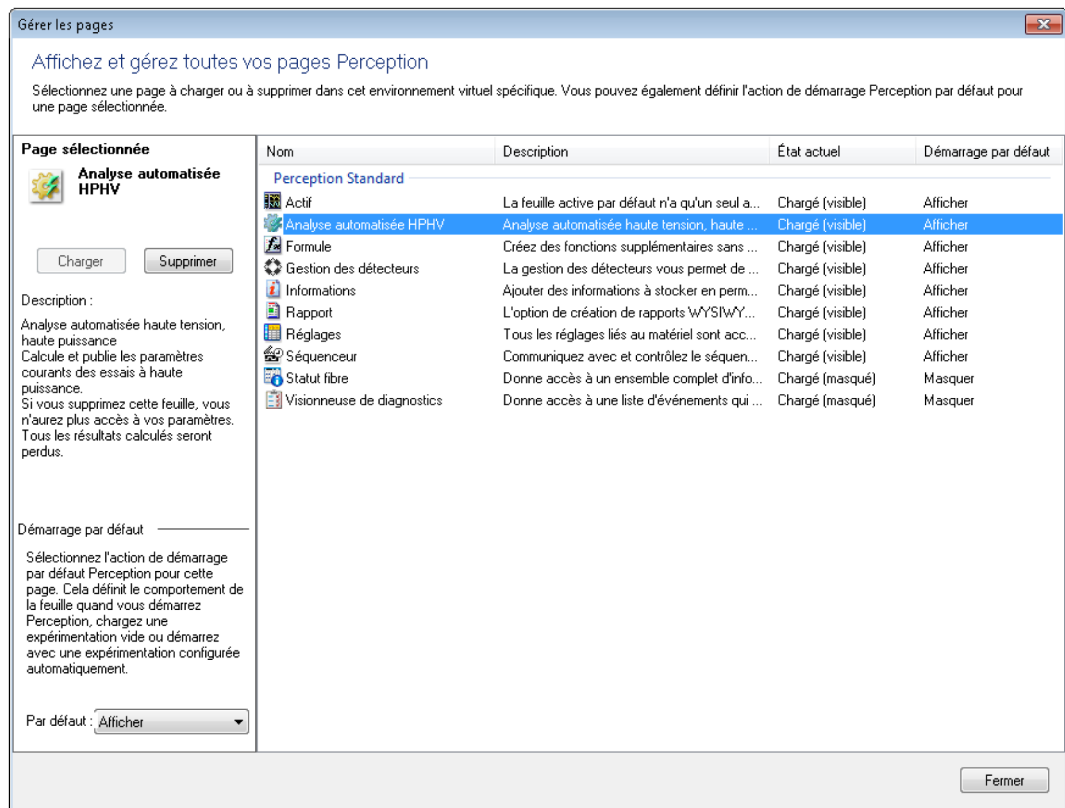 Gérer les pages
Affichez et gérez toutes vos pages Perception
Sélectionnez une page à charger ou à supprimer dans cet environnement virtuel spécifique. Vous pouvez également définir l'action de démarrage Perception par défaut pour
une page sélectionnée.
Page sélectionnée
Analyse automatisée
HPHV
Charger Supprimer
Description :
Analyse automatisée haute tension,
haute puissance
Calcule et publie les paramètres
courants des essais à haute
puissance.
Si vous supprimez cette feuille, vous
n'aurez plus accès à vos paramètres.
Tous les résultats calculés seront
perdus.
Démarrage par défaut
Sélectionnez l'action de démarrage
par défaut Perception pour cette
page. Cela définit le comportement de
la feuille quand vous démarrez
Perception, chargez une
expérimentation vide ou démarrez
avec une expérimentation configurée
automatiquement.
Par défaut : Afficher
Nom Description État actuel Démarrage par défaut
Perception Standard
Actif La feuille active par défaut n'a qu'un seul a... Chargé (visible) Afficher
Analyse automatisée HPHV Analyse automatisée haute tension, haute ... Chargé (visible) Afficher
Formule Créez des fonctions supplémentaires sans ... Chargé (visible) Afficher
Gestion des détecteurs La gestion des détecteurs vous permet de ... Chargé (visible) Afficher
Informations Ajouter des informations à stocker en perm... Chargé (visible) Afficher
Rapport L'option de création de rapports WYSIWY... Chargé (visible) Afficher
Réglages Tous les réglages liés au matériel sont acc... Chargé (visible) Afficher
Séquenceur Communiquez avec et contrôlez le séquen... Chargé (visible) Afficher
Statut fibre Donne accès à un ensemble complet d'info... Chargé (masqué) Masquer
Visionneuse de diagnostics Donne accès à une liste d'événements qui ... Chargé (masqué) Masquer
Fermer